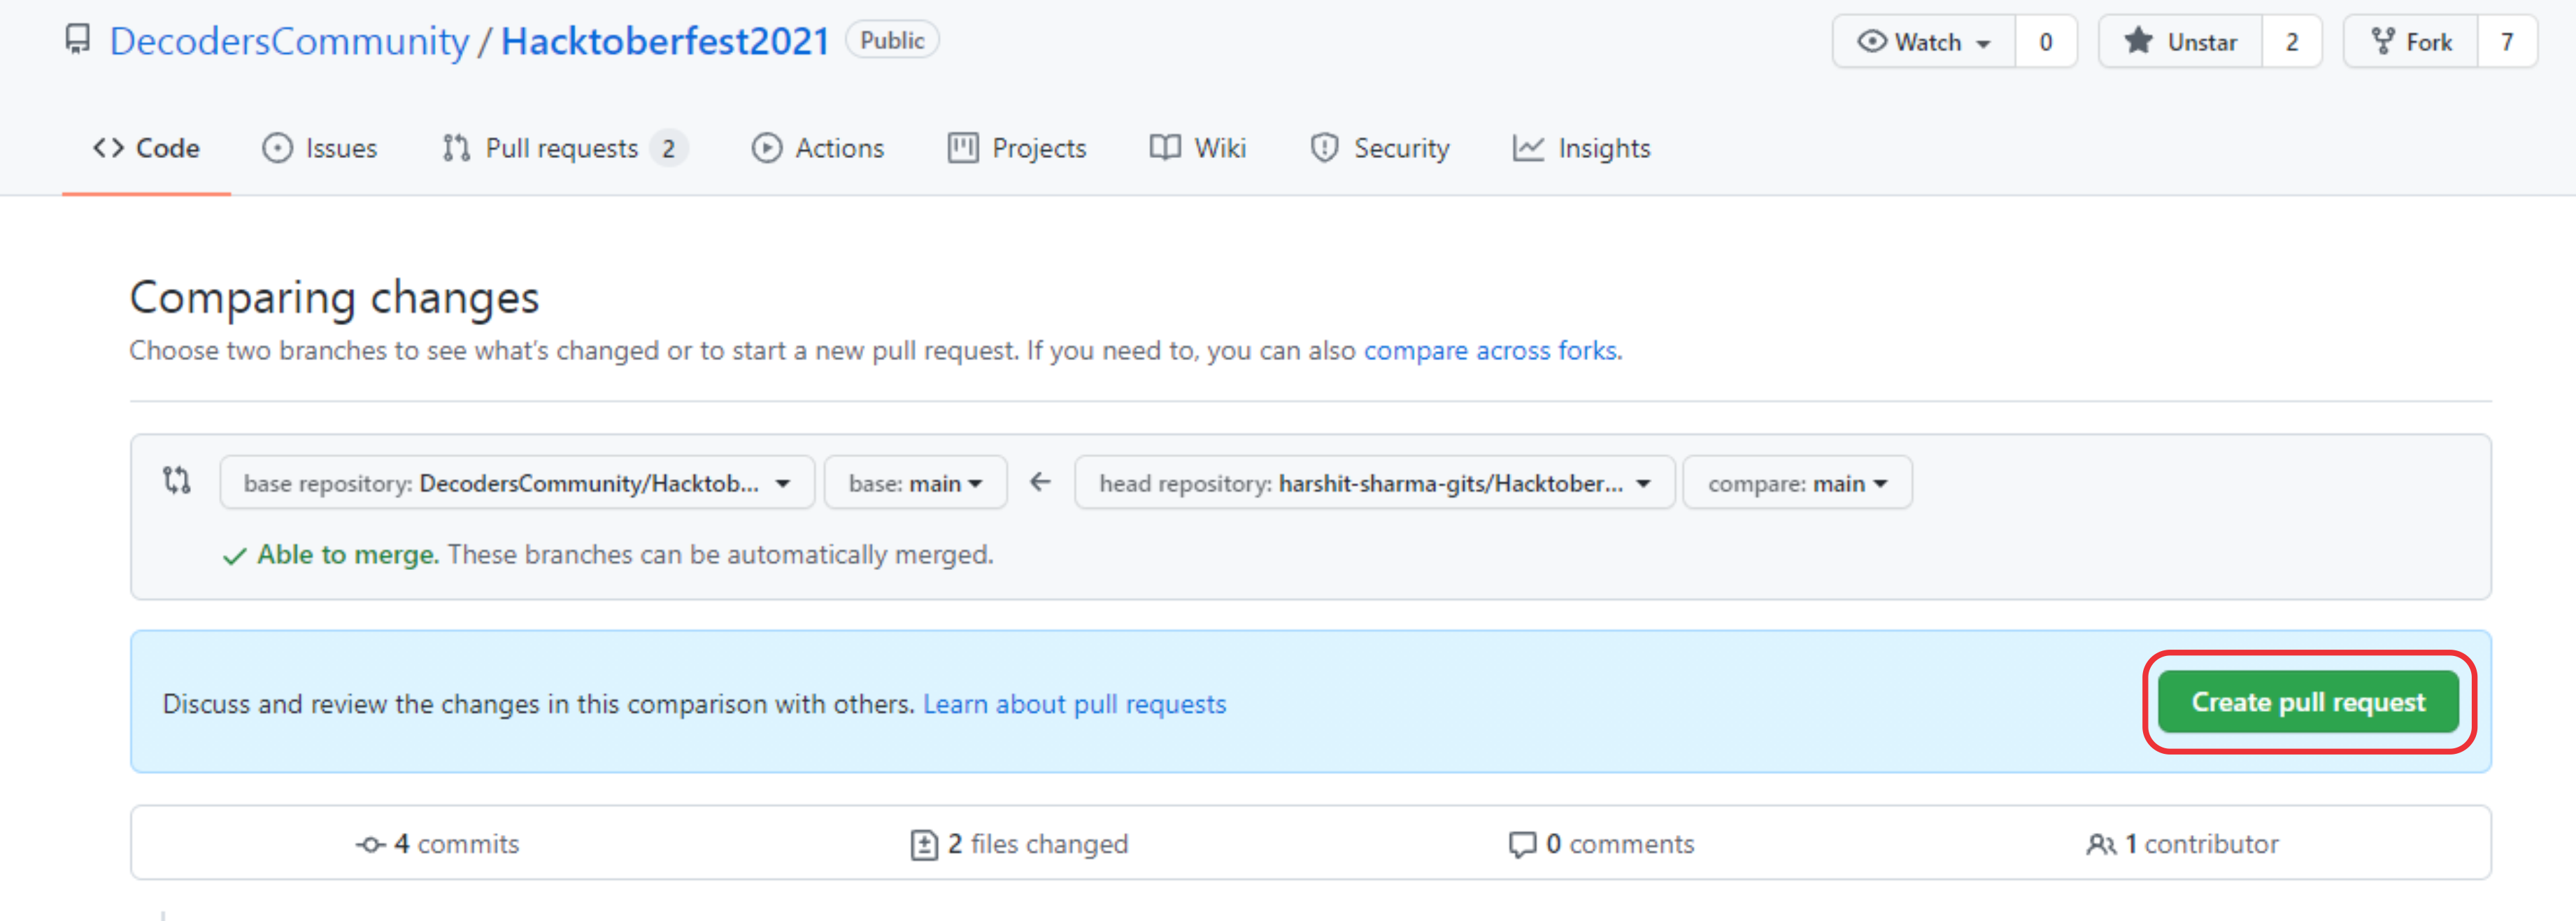 DecodersCommunity / Hacktoberfest2021 Public Watch 0 Unstar 2 Fork 7
Code Issues Pull requests 2 Actions Projects Wiki Security Insights
Comparing changes
Choose two branches to see what's changed or to start a new pull request. If you need to, you can also compare across forks.
base repository: DecodersCommunity/Hacktob... base: main head repository: harshit-sharma-gits/Hacktober... compare: main
Able to merge. These branches can be automatically merged.
Discuss and review the changes in this comparison with others. Learn about pull requests Create pull request
4 commits 2 files changed 0 comments 1 contributor